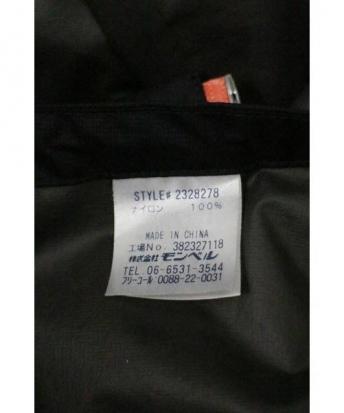 STYLE# 2328278
ナイロン 100%
MADE IN CHINA
工場No. 382327118
株式会社 モンベル
TEL. 06-6531-3544
フリーコール 0088-22-0031